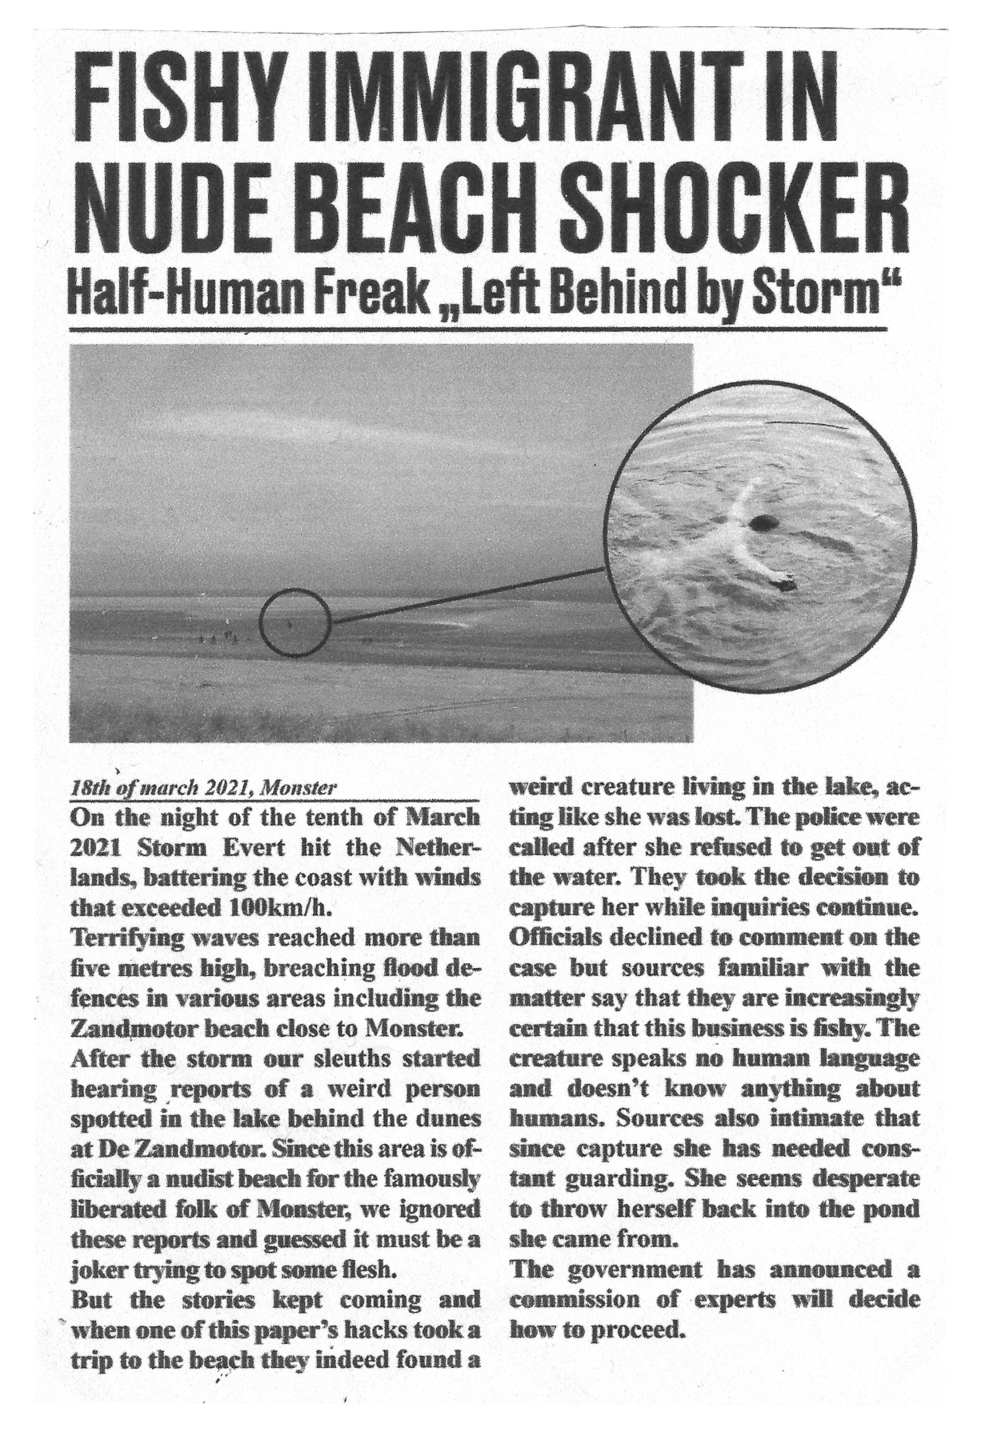 FISHY IMMIGRANT IN
NUDE BEACH SHOCKER
Half-Human Freak „Left Behind by Storm“
18th of march 2021, Monster
On the night of the tenth of March
2021 Storm Evert hit the Nether-
lands, battering the coast with winds
that exceeded 100km/h.
Terrifying waves reached more than
five metres high, breaching flood de-
fences in various areas including the
Zandmotor beach close to Monster.
After the storm our sleuths started
hearing reports of a weird person
spotted in the lake behind the dunes
at De Zandmotor. Since this area is of-
ficially a nudist beach for the famously
liberated folk of Monster, we ignored
these reports and guessed it must be a
joker trying to spot some flesh.
But the stories kept coming and
when one of this paper’s hacks took a
trip to the beach they indeed found a
weird creature living in the lake, ac-
ting like she was lost. The police were
called after she refused to get out of
the water. They took the decision to
capture her while inquiries continue.
Officials declined to comment on the
case but sources familiar with the
matter say that they are increasingly
certain that this business is fishy. The
creature speaks no human language
and doesn’t know anything about
humans. Sources also intimate that
since capture she has needed cons-
tant guarding. She seems desperate
to throw herself back into the pond
she came from.
The government has announced a
commission of experts will decide
how to proceed.